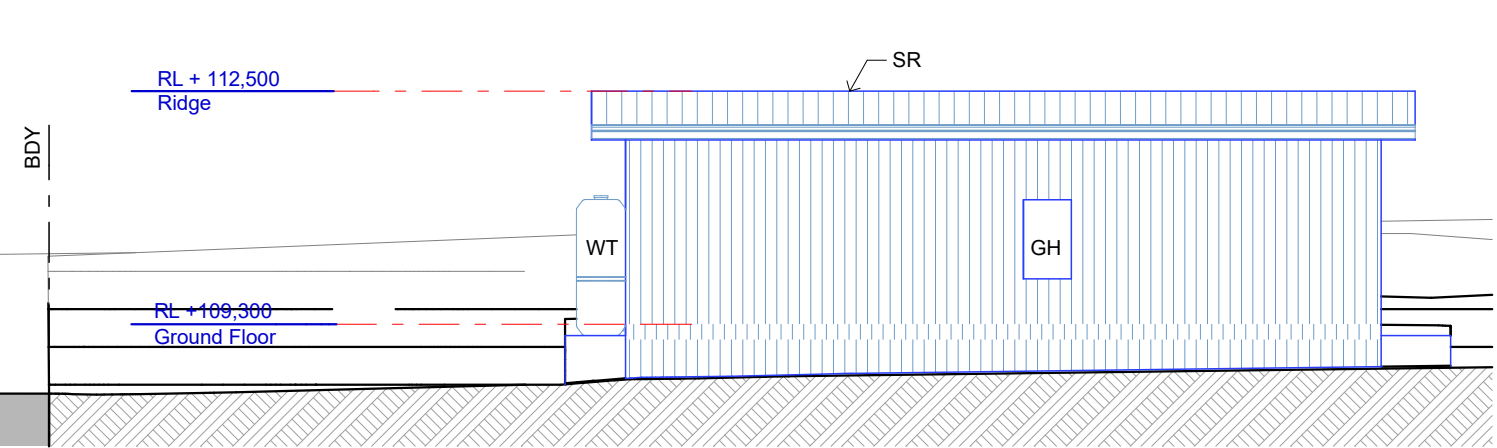 SR
RL + 112,500
Ridge
BDY
WT
GH
RL +109,300
Ground Floor